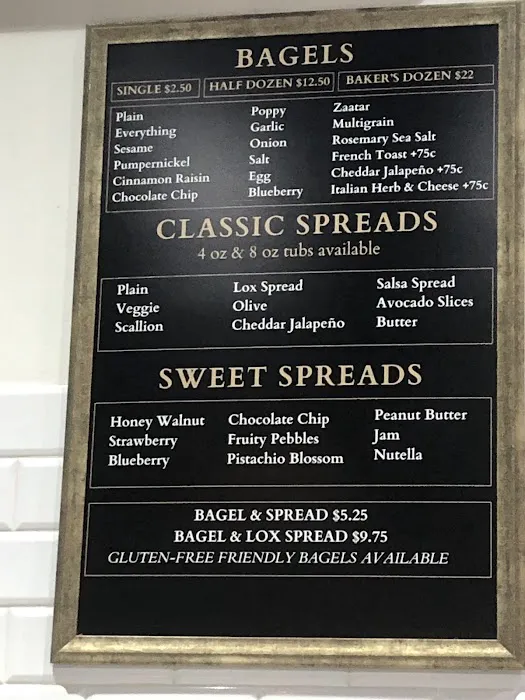 BAGELS
SINGLE $2.50 HALF DOZEN $12.50 BAKER'S DOZEN $22
Plain Poppy Zaatar
Everything Garlic Multigrain
Sesame Onion Rosemary Sea Salt
Pumpernickel Salt French Toast +75c
Cinnamon Raisin Egg Cheddar Jalapeño +75c
Chocolate Chip Blueberry Italian Herb & Cheese +75c
CLASSIC SPREADS
4 oz & 8 oz tubs available
Plain Lox Spread Salsa Spread
Veggie Olive Avocado Slices
Scallion Cheddar Jalapeño Butter
SWEET SPREADS
Honey Walnut Chocolate Chip Peanut Butter
Strawberry Fruity Pebbles Jam
Blueberry Pistachio Blossom Nutella
BAGEL & SPREAD $5.25
BAGEL & LOX SPREAD $9.75
GLUTEN-FREE FRIENDLY BAGELS AVAILABLE